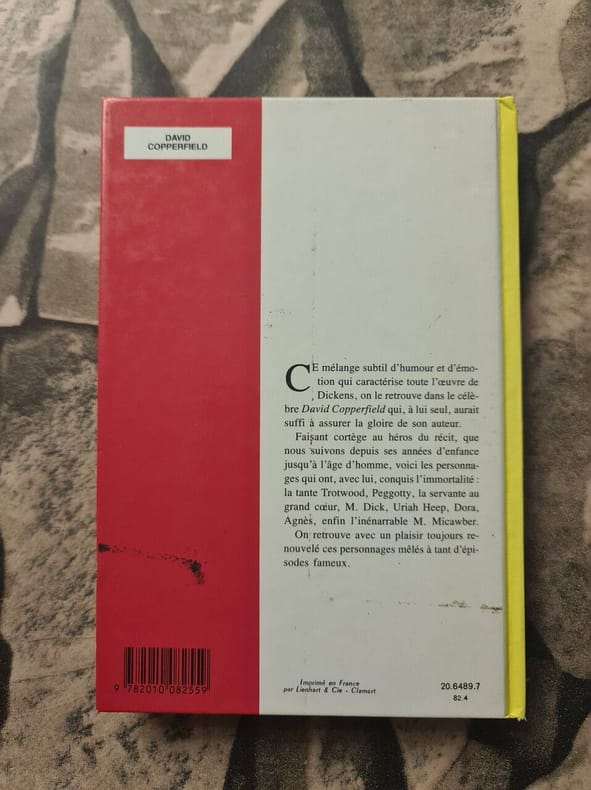 DAVID
COPPERFIELD
CE mélange subtil d'humour et d'émo-
tion qui caractérise toute l'œuvre de
Dickens, on le retrouve dans le célè-
bre David Copperfield qui, à lui seul, aurait
suffi à assurer la gloire de son auteur.
Faisant cortège au héros du récit, que
nous suivons depuis ses années d'enfance
jusqu'à l'âge d'homme, voici les personna-
ges qui ont, avec lui, conquis l'immortalité :
la tante Trotwood, Peggotty, la servante au
grand cœur, M. Dick, Uriah Heep, Dora,
Agnès, enfin l'inénarrable M. Micawber.
On retrouve avec un plaisir toujours re-
nouvelé ces personnages mêlés à tant d'épi-
sodes fameux.
9 782010 082559
Imprimé en France
par Lienhart & Cie - Clamart
20.6489.7
82.4